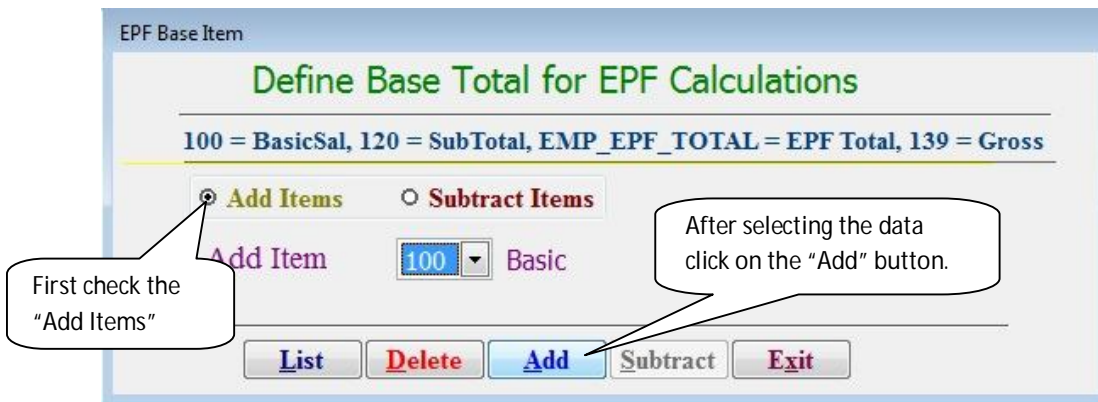 EPF Base Item
Define Base Total for EPF Calculations
100 = BasicSal, 120 = SubTotal, EMP_EPF_TOTAL = EPF Total, 139 = Gross
Add Items Subtract Items
After selecting the data
click on the “Add” button.
Add Item 100 Basic
First check the
“Add Items”
List Delete Add Subtract Exit